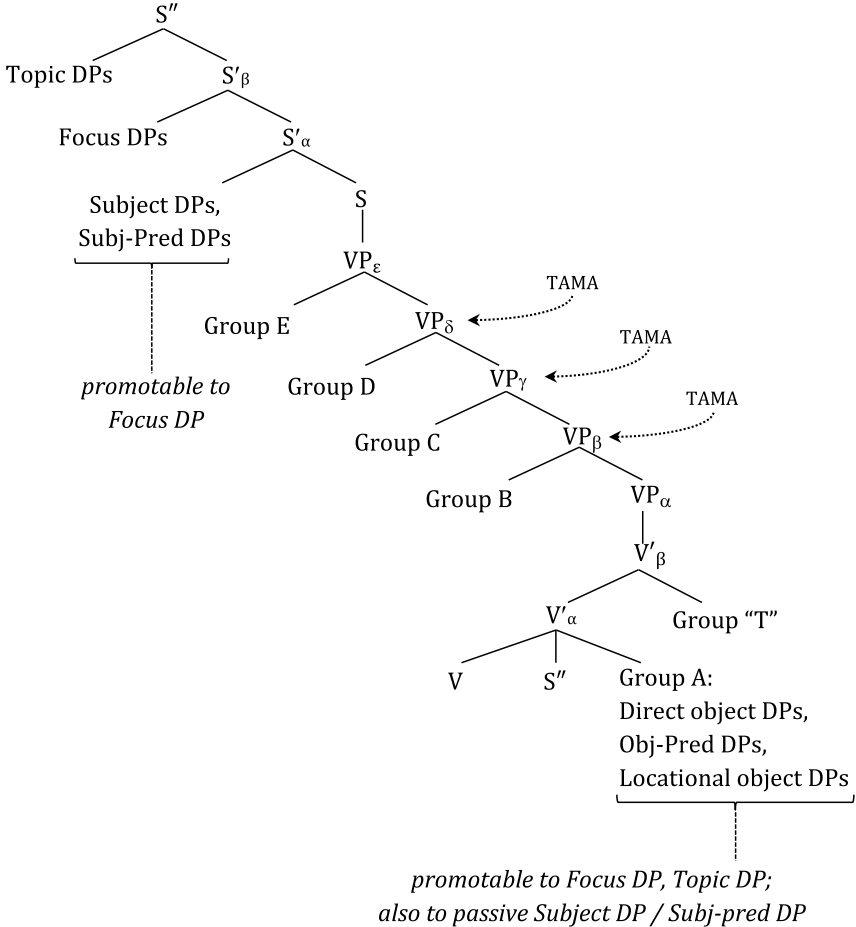 S″
Topic DPs
S′β
Focus DPs
S′α
Subject DPs,
Subj-Pred DPs
S
VPε
TAMA
Group E
VPδ
TAMA
promotable to
Focus DP
Group D
VPγ
TAMA
Group C
VPβ
Group B
VPα
V′β
V′α
Group “T”
V
S″
Group A:
Direct object DPs,
Obj-Pred DPs,
Locational object DPs
promotable to Focus DP, Topic DP;
also to passive Subject DP / Subj-pred DP